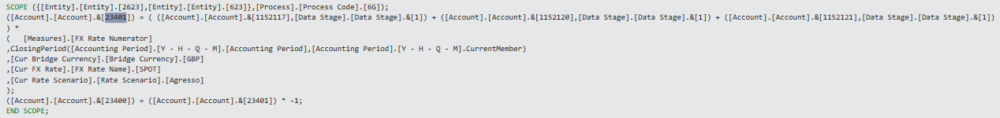 SCOPE ({[Entity].[Entity].[2623],[Entity].[Entity].[623]},[Process].[Process Code].[6G]);
([Account].[Account].&[23401]) = ( ([Account].[Account].&[1152117],[Data Stage].[Data Stage].&[1]) + ([Account].[Account].&[1152120],[Data Stage].[Data Stage].&[1]) + ([Account].[Account].&[1152121],[Data Stage].[Data Stage].&[1])
) *
(   [Measures].[FX Rate Numerator]
,ClosingPeriod([Accounting Period].[Y - H - Q - M].[Accounting Period],[Accounting Period].[Y - H - Q - M].CurrentMember)
,[Cur Bridge Currency].[Bridge Currency].[GBP]
,[Cur FX Rate].[FX Rate Name].[SPOT]
,[Cur Rate Scenario].[Rate Scenario].[Agresso]
);
([Account].[Account].&[23400]) = ([Account].[Account].&[23401]) * -1;
END SCOPE;